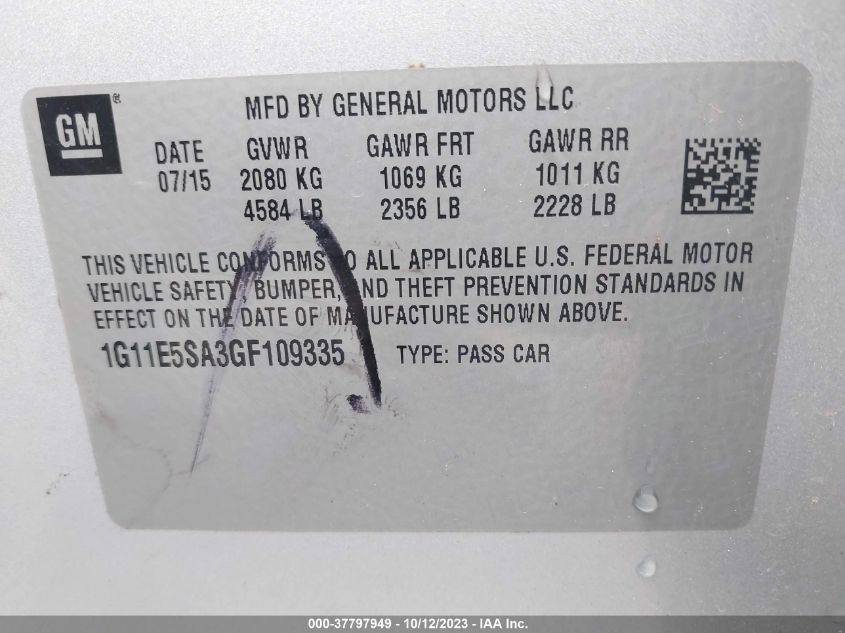 GM®
MFD BY GENERAL MOTORS LLC
DATE GVWR GAWR FRT GAWR RR
07/15 2080 KG 1069 KG 1011 KG
4584 LB 2356 LB 2228 LB
THIS VEHICLE CONFORMS TO ALL APPLICABLE U.S. FEDERAL MOTOR
VEHICLE SAFETY, BUMPER, AND THEFT PREVENTION STANDARDS IN
EFFECT ON THE DATE OF MANUFACTURE SHOWN ABOVE.
1G11E5SA3GF109335 TYPE: PASS CAR
000-37797949 - 10/12/2023 - IAA Inc.